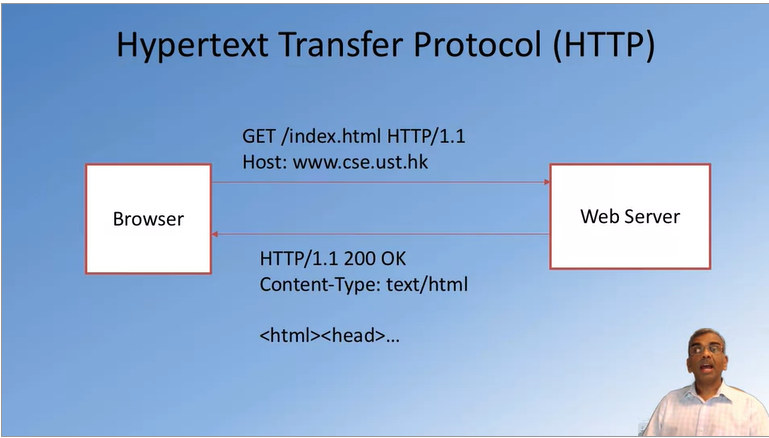 Hypertext Transfer Protocol (HTTP)
GET /index.html HTTP/1.1
Host: www.cse.ust.hk
Browser
Web Server
HTTP/1.1 200 OK
Content-Type: text/html
<html><head>...